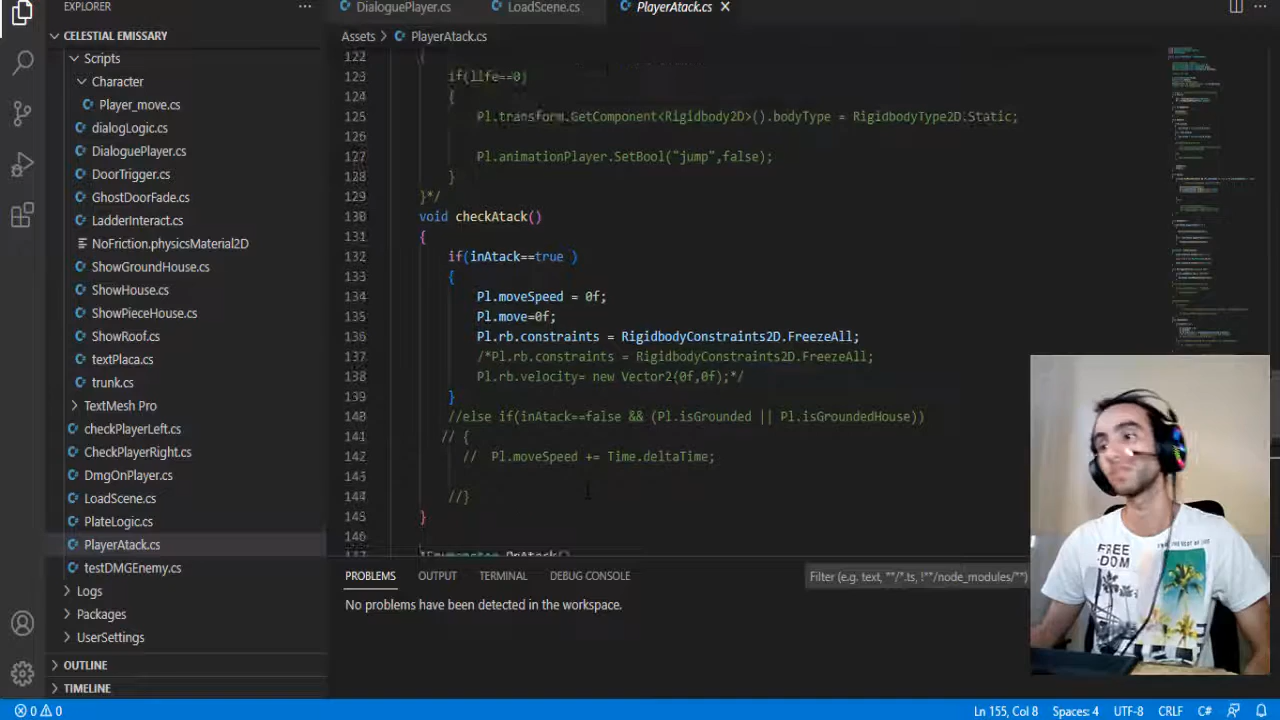 EXPLORER
DialoguePlayer.cs
LoadScene.cs
PlayerAtack.cs
CELESTIAL EMISSARY
Assets > PlayerAtack.cs
Scripts
Character
Player_move.cs
dialogLogic.cs
DialoguePlayer.cs
DoorTrigger.cs
GhostDoorFade.cs
LadderInteract.cs
NoFriction.physicsMaterial2D
ShowGroundHouse.cs
ShowHouse.cs
ShowPieceHouse.cs
ShowRoof.cs
textPlaca.cs
trunk.cs
TextMesh Pro
checkPlayerLeft.cs
CheckPlayerRight.cs
DmgOnPlayer.cs
LoadScene.cs
PlateLogic.cs
PlayerAtack.cs
testDMGEnemy.cs
Logs
Packages
UserSettings
OUTLINE
TIMELINE
122 {
123 if(life==0)
124 {
125 Pl.transform.GetComponent<Rigidbody2D>().bodyType = RigidbodyType2D.Static;
126
127 Pl.animationPlayer.SetBool("jump",false);
128 }
129 }*/
130 void checkAtack()
131 {
132 if(inAtack==true )
133 {
134 Pl.moveSpeed = 0f;
135 Pl.move=0f;
136 Pl.rb.constraints = RigidbodyConstraints2D.FreezeAll;
137 /*Pl.rb.constraints = RigidbodyConstraints2D.FreezeAll;
138 Pl.rb.velocity= new Vector2(0f,0f);*/
139 }
140 //else if(inAtack==false && (Pl.isGrounded || Pl.isGroundedHouse))
141 // {
142 // Pl.moveSpeed += Time.deltaTime;
143
144 //}
145 }
146
PROBLEMS
OUTPUT
TERMINAL
DEBUG CONSOLE
Filter (e.g. text, **/*.ts, !**/node_modules/**)
No problems have been detected in the workspace.
FREE
DOM
0 0
Ln 155, Col 8
Spaces: 4
UTF-8
CRLF
C#